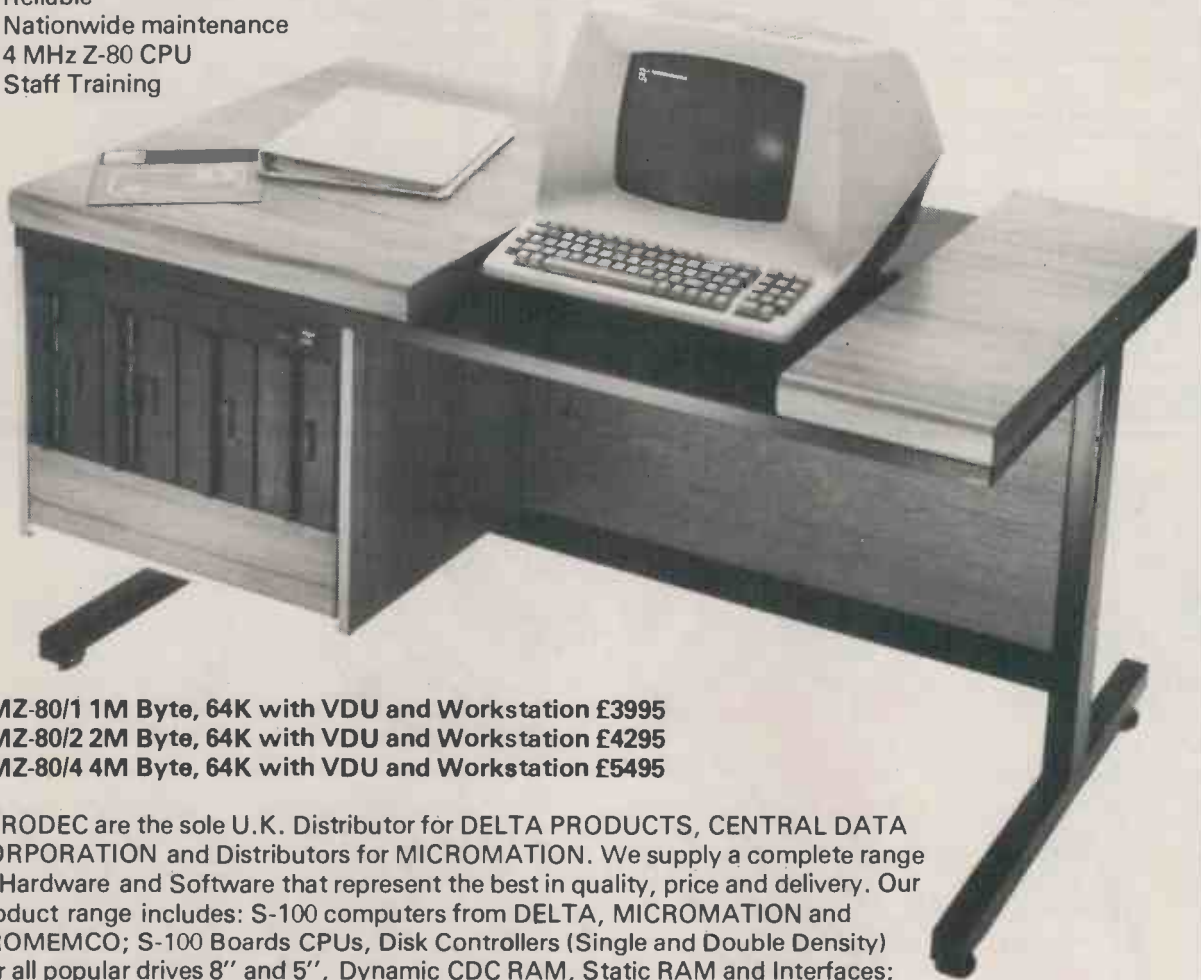 Reliable
Nationwide maintenance
4 MHz Z-80 CPU
Staff Training
MZ-80/1 1M Byte, 64K with VDU and Workstation £3995
MZ-80/2 2M Byte, 64K with VDU and Workstation £4295
MZ-80/4 4M Byte, 64K with VDU and Workstation £5495
RODEC are the sole U.K. Distributor for DELTA PRODUCTS, CENTRAL DATA
ORPORATION and Distributors for MICROMATION. We supply a complete range
Hardware and Software that represent the best in quality, price and delivery. Our
oduct range includes: S-100 computers from DELTA, MICROMATION and
ROMEMCO; S-100 Boards CPUs, Disk Controllers (Single and Double Density)
r all popular drives 8'' and 5'', Dynamic CDC RAM, Static RAM and Interfaces;